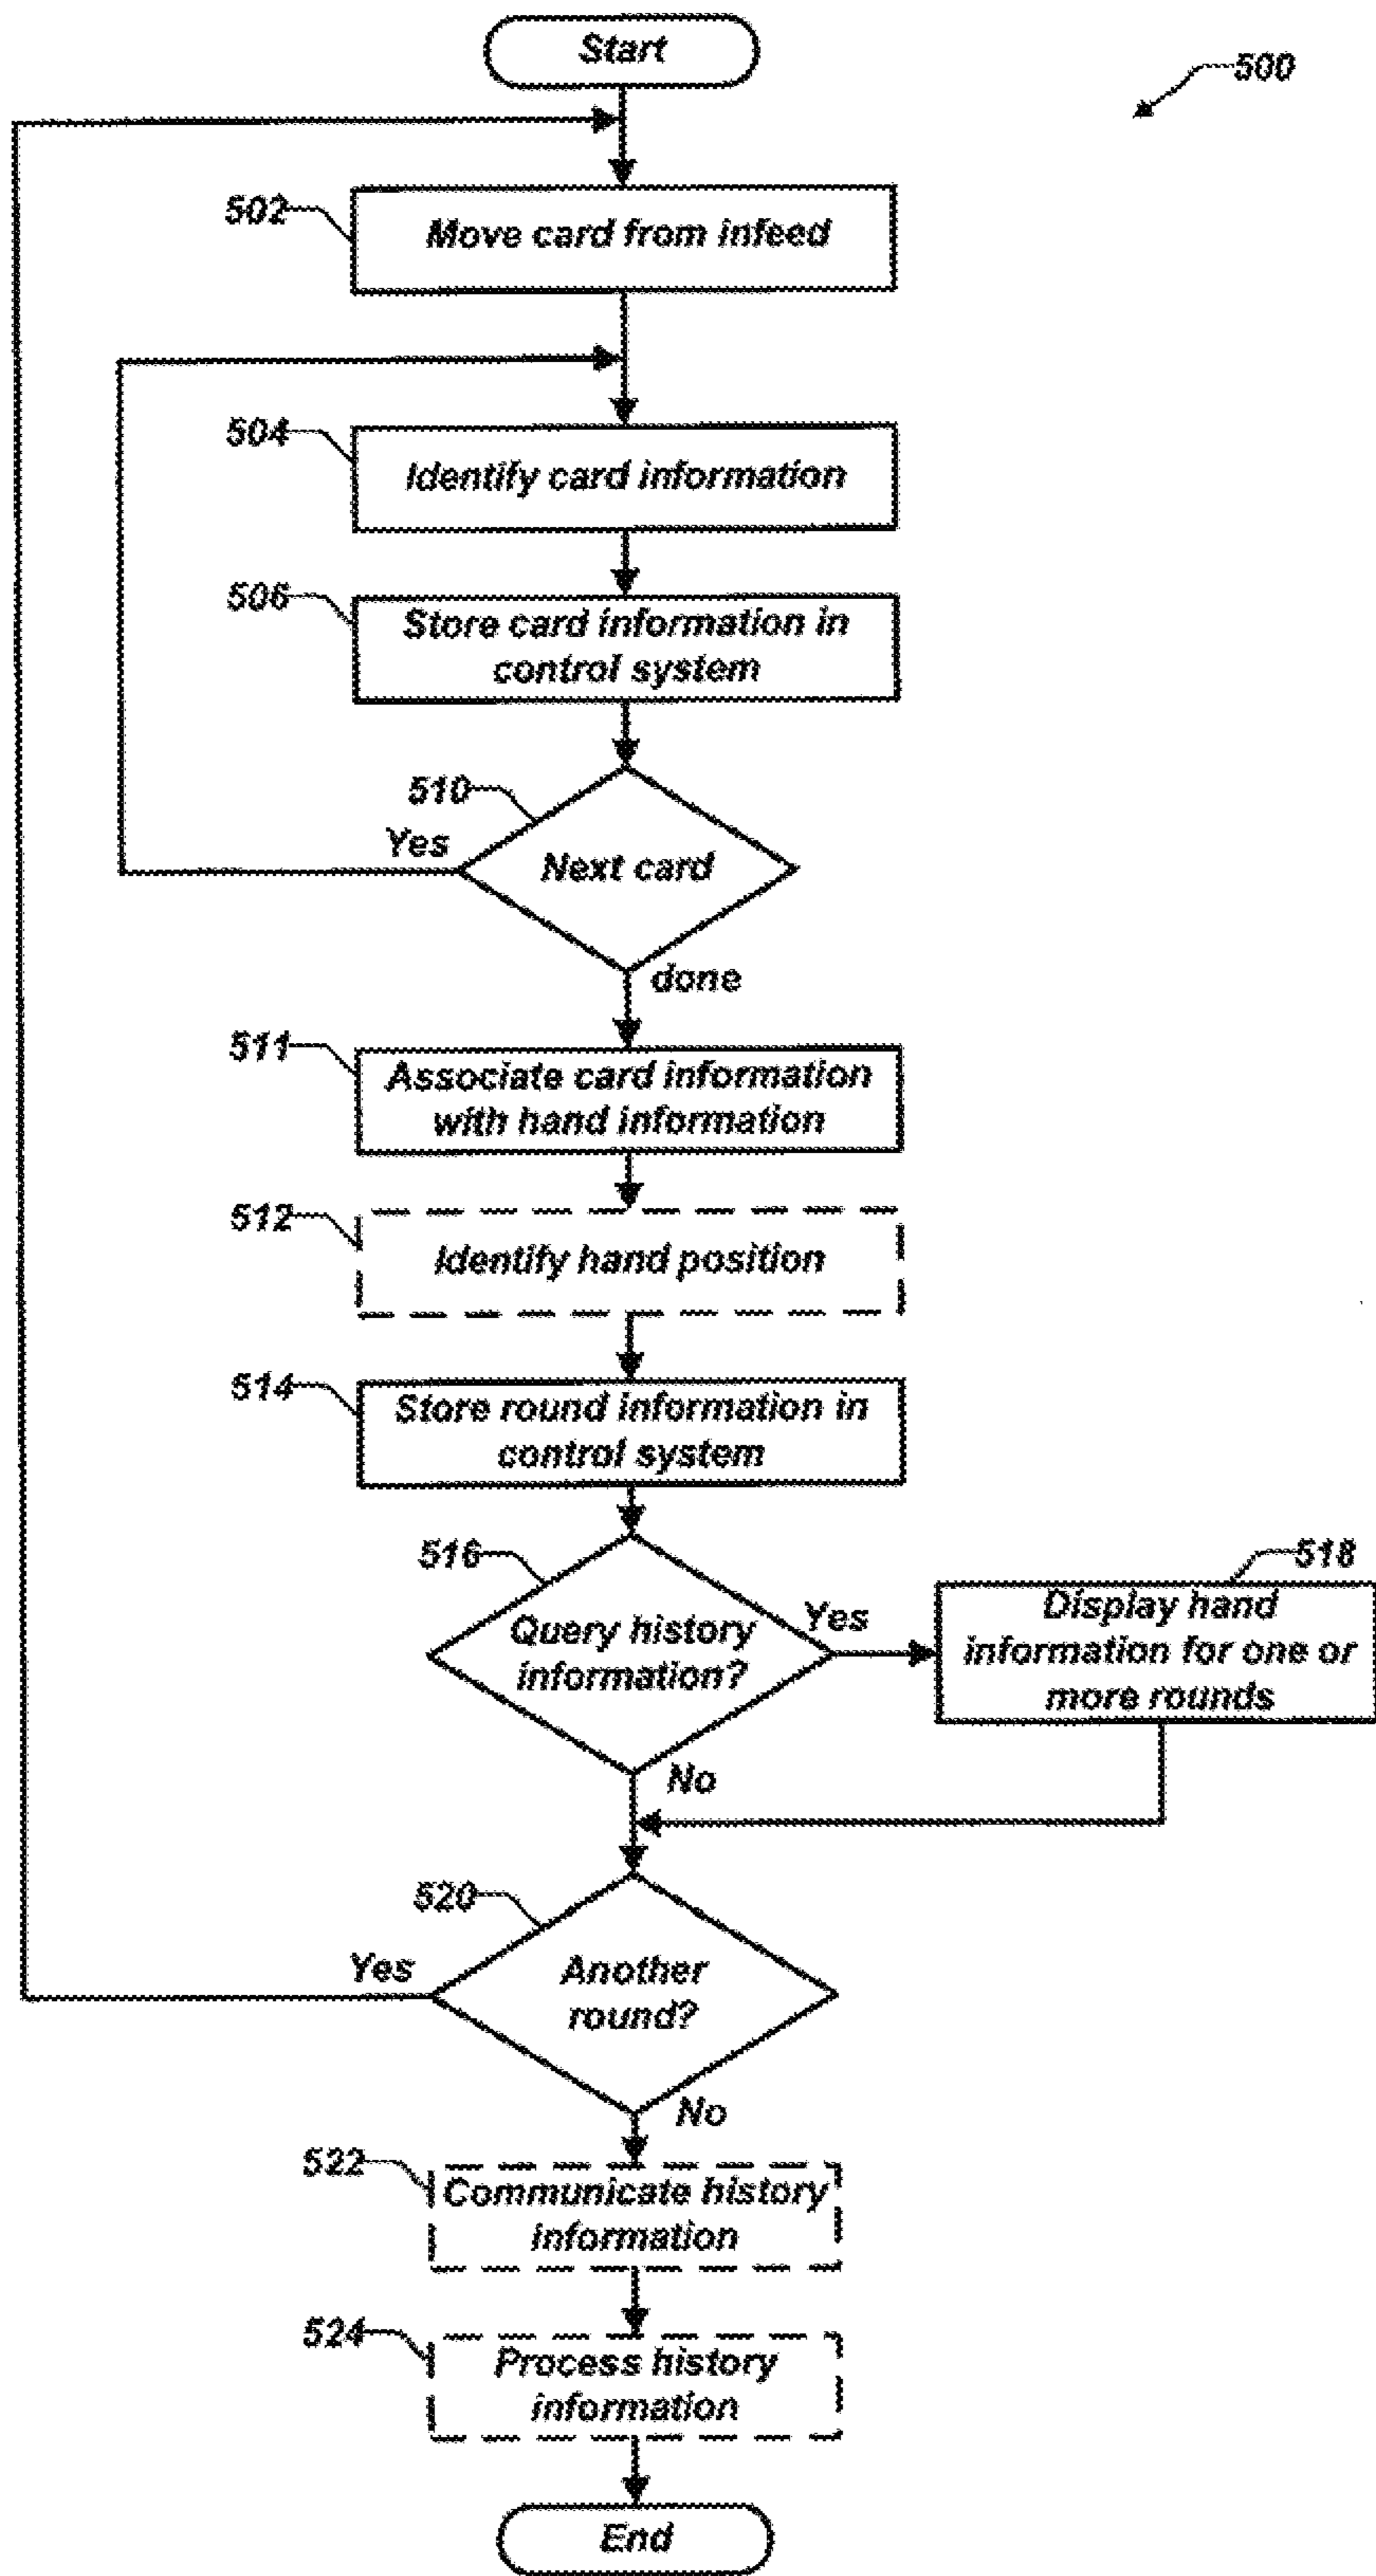 Start
500
502
Move card from infeed
504
Identify card information
506
Store card information in
control system
510
Yes
Next card
done
511
Associate card information
with hand information
512
Identify hand position
514
Store round information in
control system
516
Query history
information?
Yes
518
Display hand
information for one or
more rounds
No
520
Yes
Another
round?
No
522
Communicate history
information
524
Process history
information
End